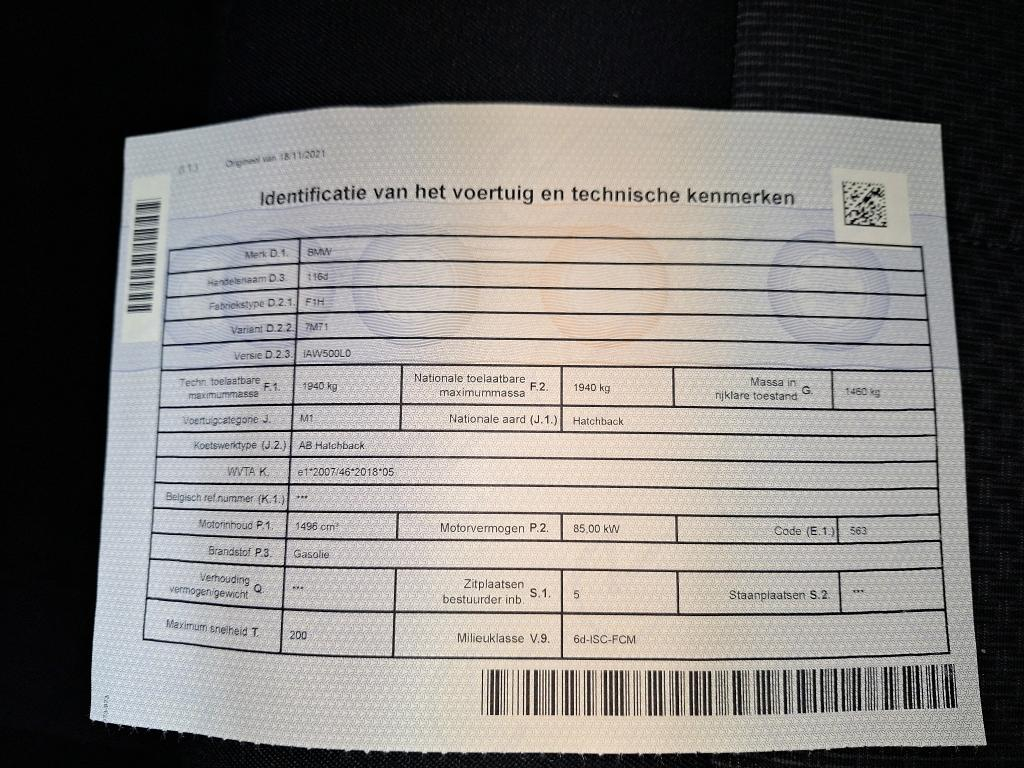 (I.1.) Origineel van 18/11/2021
Identificatie van het voertuig en technische kenmerken
Merk D.1. BMW
Handelsnaam D.3. 116d
Fabriekstype D.2.1. F1H
Variant D.2.2. 7M71
Versie D.2.3. IAW500L0
Techn. toelaatbare maximummassa F.1. 1940 kg Nationale toelaatbare maximummassa F.2. 1940 kg Massa in rijklare toestand G. 1460 kg
Voertuigcategorie J. M1 Nationale aard (J.1.) Hatchback
Koetswerktype (J.2.) AB Hatchback
WVTA K. e1*2007/46*2018*05
Belgisch ref.nummer (K.1.) ***
Motorinhoud P.1. 1496 cm³ Motorvermogen P.2. 85,00 kW Code (E.1.) 563
Brandstof P.3. Gasolie
Verhouding vermogen/gewicht Q. *** Zitplaatsen bestuurder inb. S.1. 5 Staanplaatsen S.2. ***
Maximum snelheid T. 200 Milieuklasse V.9. 6d-ISC-FCM